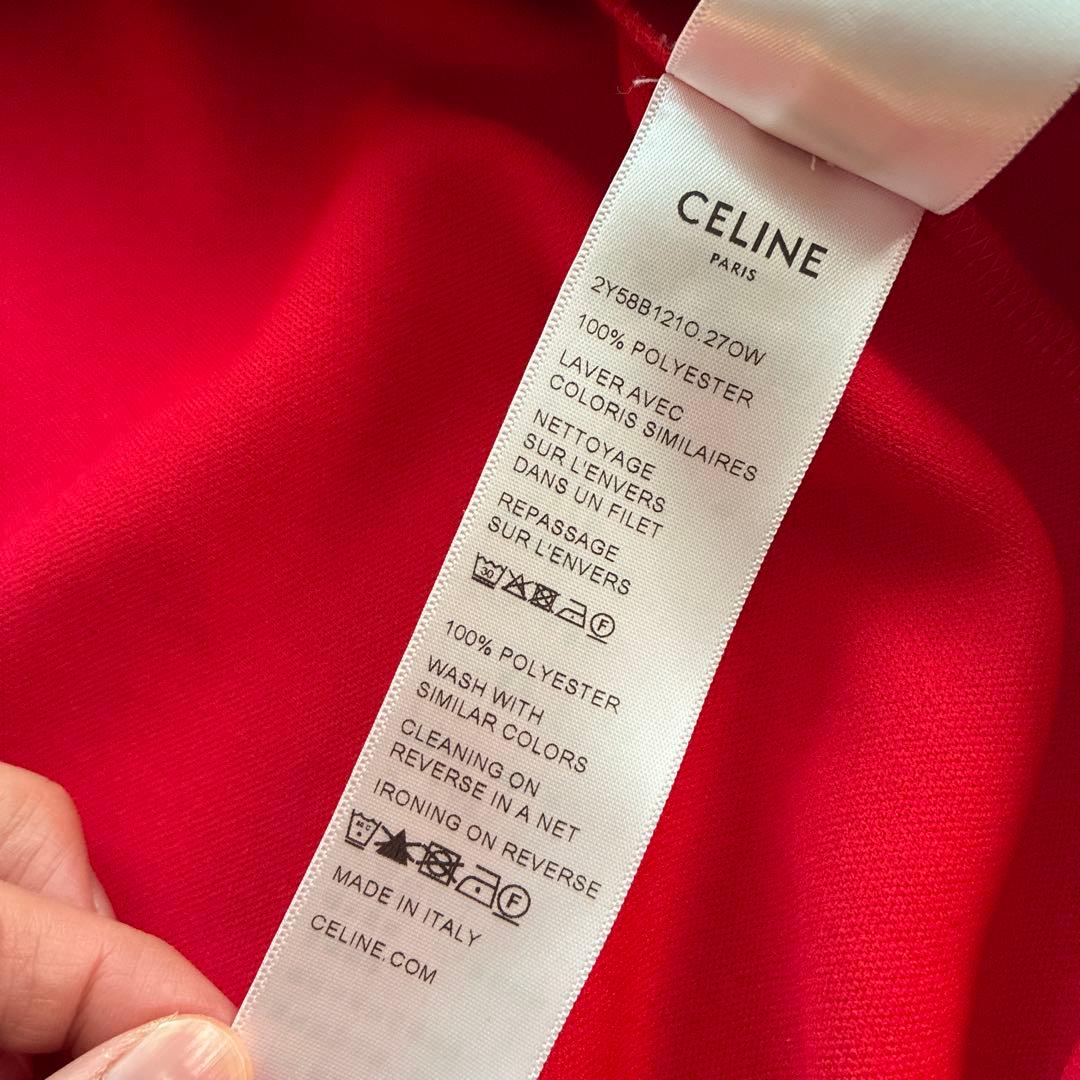 CELINE
PARIS
2Y58B121O.27OW
100% POLYESTER
LAVER AVEC
COLORIS SIMILAIRES
NETTOYAGE
SUR L'ENVERS
DANS UN FILET
REPASSAGE
SUR L'ENVERS
30 F
100% POLYESTER
WASH WITH
SIMILAR COLORS
CLEANING ON
REVERSE IN A NET
IRONING ON REVERSE
F
MADE IN ITALY
CELINE.COM